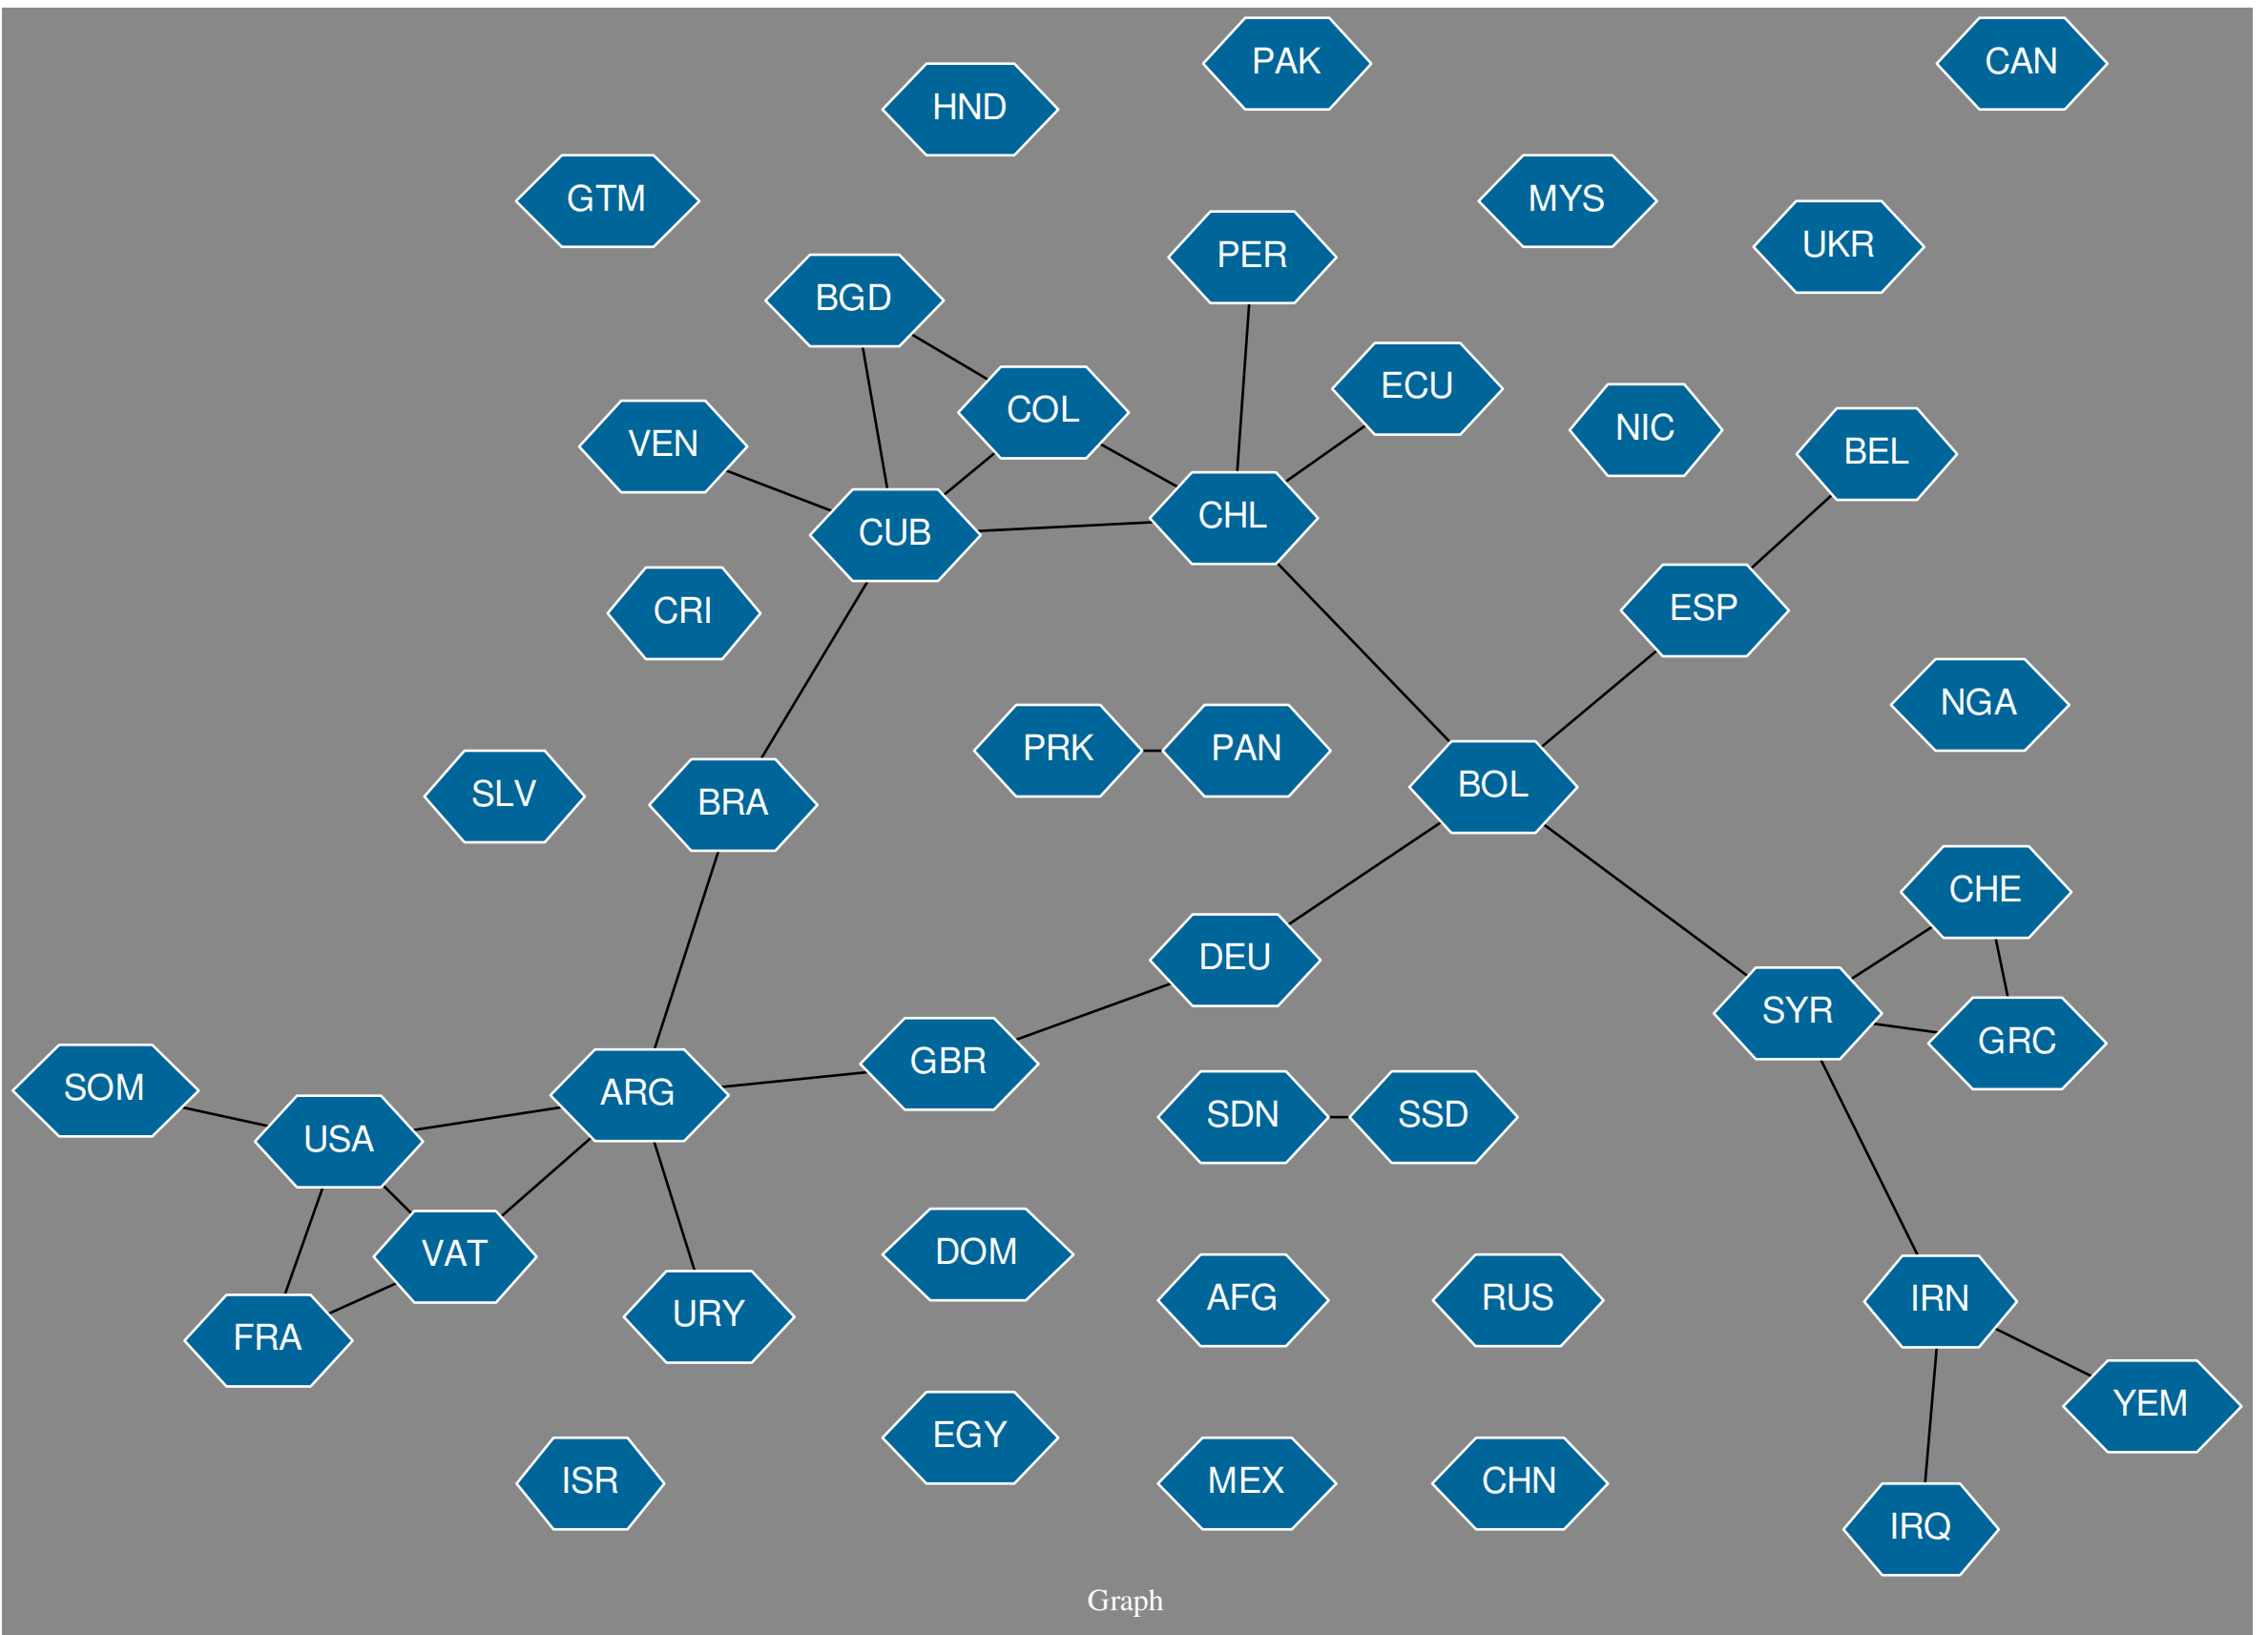 PAK
CAN
HND
GTM
MYS
UKR
PER
BGD
ECU
COL
NIC
VEN
BEL
CHL
CUB
CRI
ESP
NGA
PRK
PAN
BOL
SLV
BRA
CHE
DEU
SYR
GRC
GBR
SOM
ARG
SDN
SSD
USA
DOM
VAT
AFG
RUS
IRN
URY
FRA
YEM
EGY
ISR
MEX
CHN
IRQ
Graph